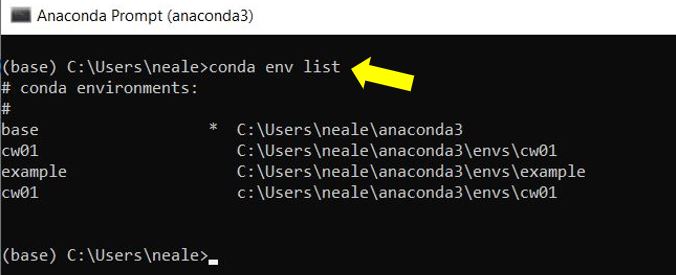 Anaconda Prompt (anaconda3)
(base) C:\Users\neale>conda env list
# conda environments:
#
base                  *  C:\Users\neale\anaconda3
cw01                     C:\Users\neale\anaconda3\envs\cw01
example                  C:\Users\neale\anaconda3\envs\example
cw01                     c:\Users\neale\anaconda3\envs\cw01
(base) C:\Users\neale>